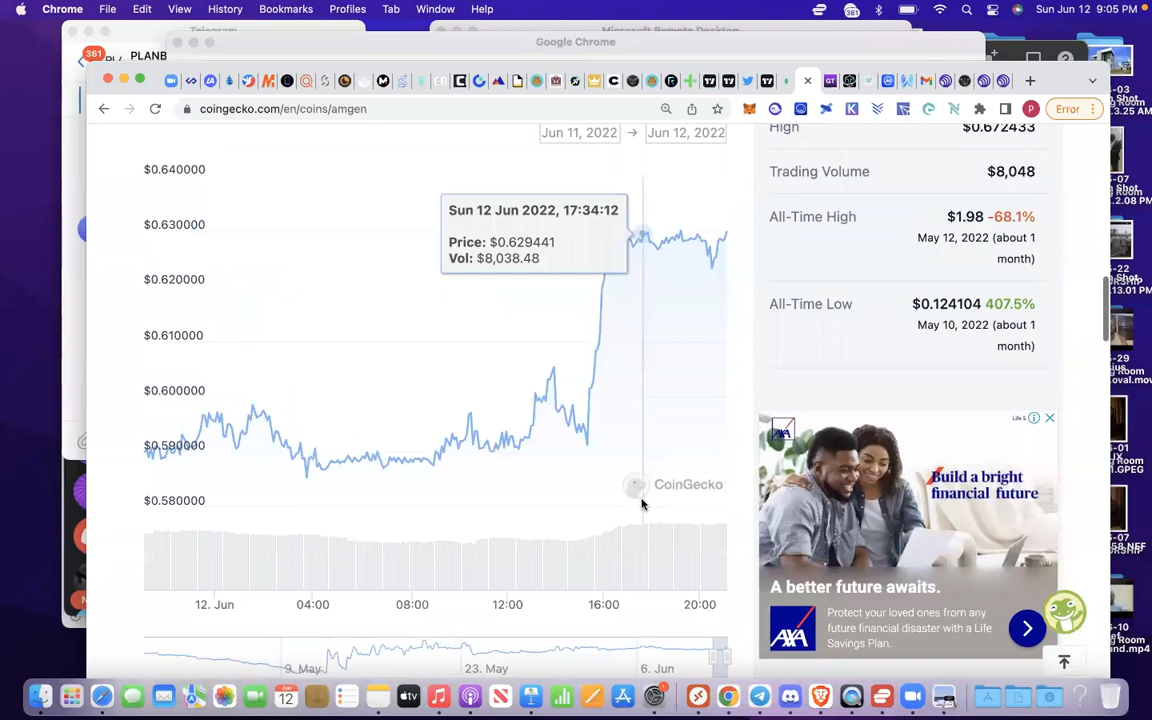 Chrome File Edit View History Bookmarks Profiles Tab Window Help
361
Sun Jun 12 9:05 PM
Telegram
Microsoft Remote Desktop
Google Chrome
361
PLANB
coingecko.com/en/coins/amgen
Error
Jun 11, 2022 → Jun 12, 2022
$0.640000
$0.630000
$0.620000
$0.610000
$0.600000
$0.590000
$0.580000
Sun 12 Jun 2022, 17:34:12
Price: $0.629441
Vol: $8,038.48
CoinGecko
12. Jun 04:00 08:00 12:00 16:00 20:00
9. May 23. May 6. Jun
High $0.672433
Trading Volume $8,048
All-Time High $1.98 -68.1%
May 12, 2022 (about 1
month)
All-Time Low $0.124104 407.5%
May 10, 2022 (about 1
month)
Build a bright
financial future
A better future awaits.
AXA
Protect your loved ones from any
future financial disaster with a Life
Savings Plan.